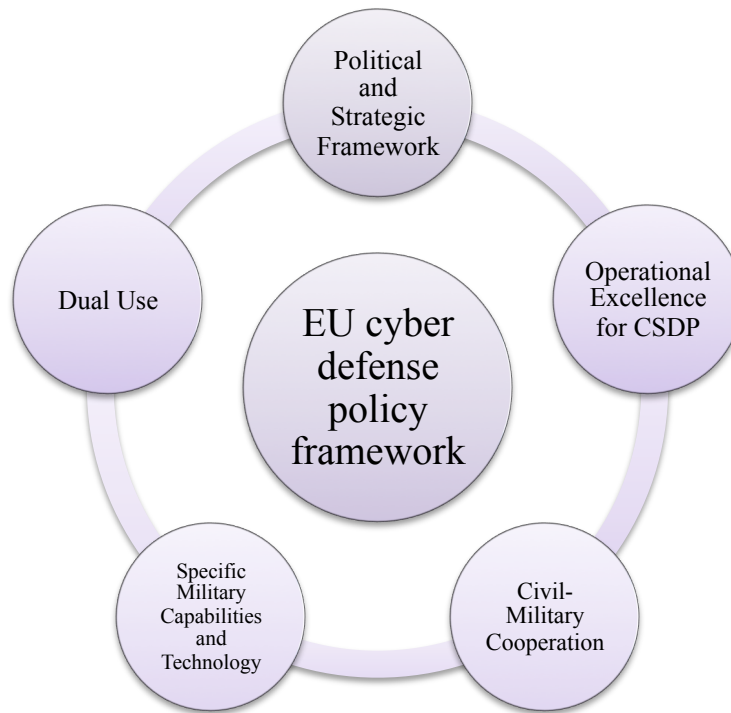 Political
and
Strategic
Framework
Operational
Excellence
for CSDP
Civil-
Military
Cooperation
Specific
Military
Capabilities
and
Technology
Dual Use
EU cyber
defense
policy
framework